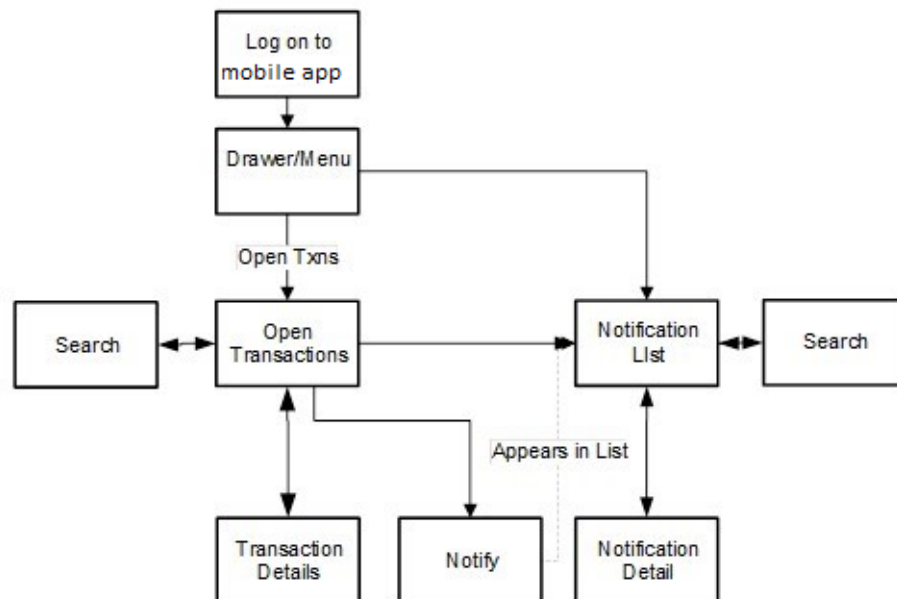 Log on to
mobile app
Drawer/Menu
Open Txns
Search
Open
Transactions
Notification
LIst
Search
Appears in List
Transaction
Details
Notify
Notification
Detail